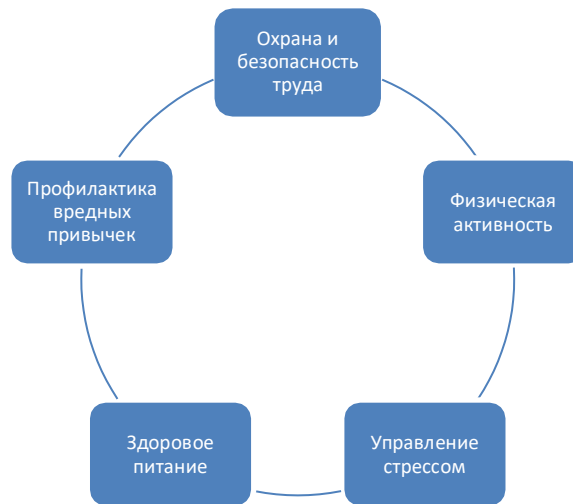 Охрана и
безопасность
труда
Физическая
активность
Управление
стрессом
Здоровое
питание
Профилактика
вредных
привычек